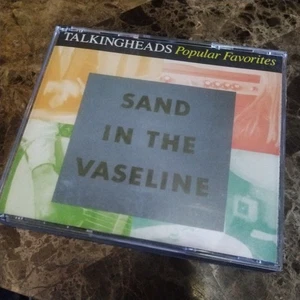 TALKINGHEADS Popular Favorites
SAND
IN THE
VASELINE